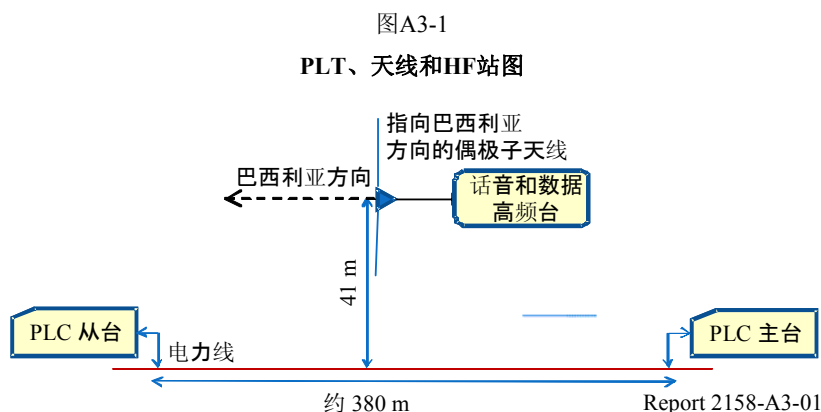 图A3-1
PLT、天线和HF站图
指向巴西利亚
方向的偶极子天线
巴西利亚方向
话音和数据
高频台
41 m
PLC 从台
电力线
PLC 主台
约 380 m
Report 2158-A3-01